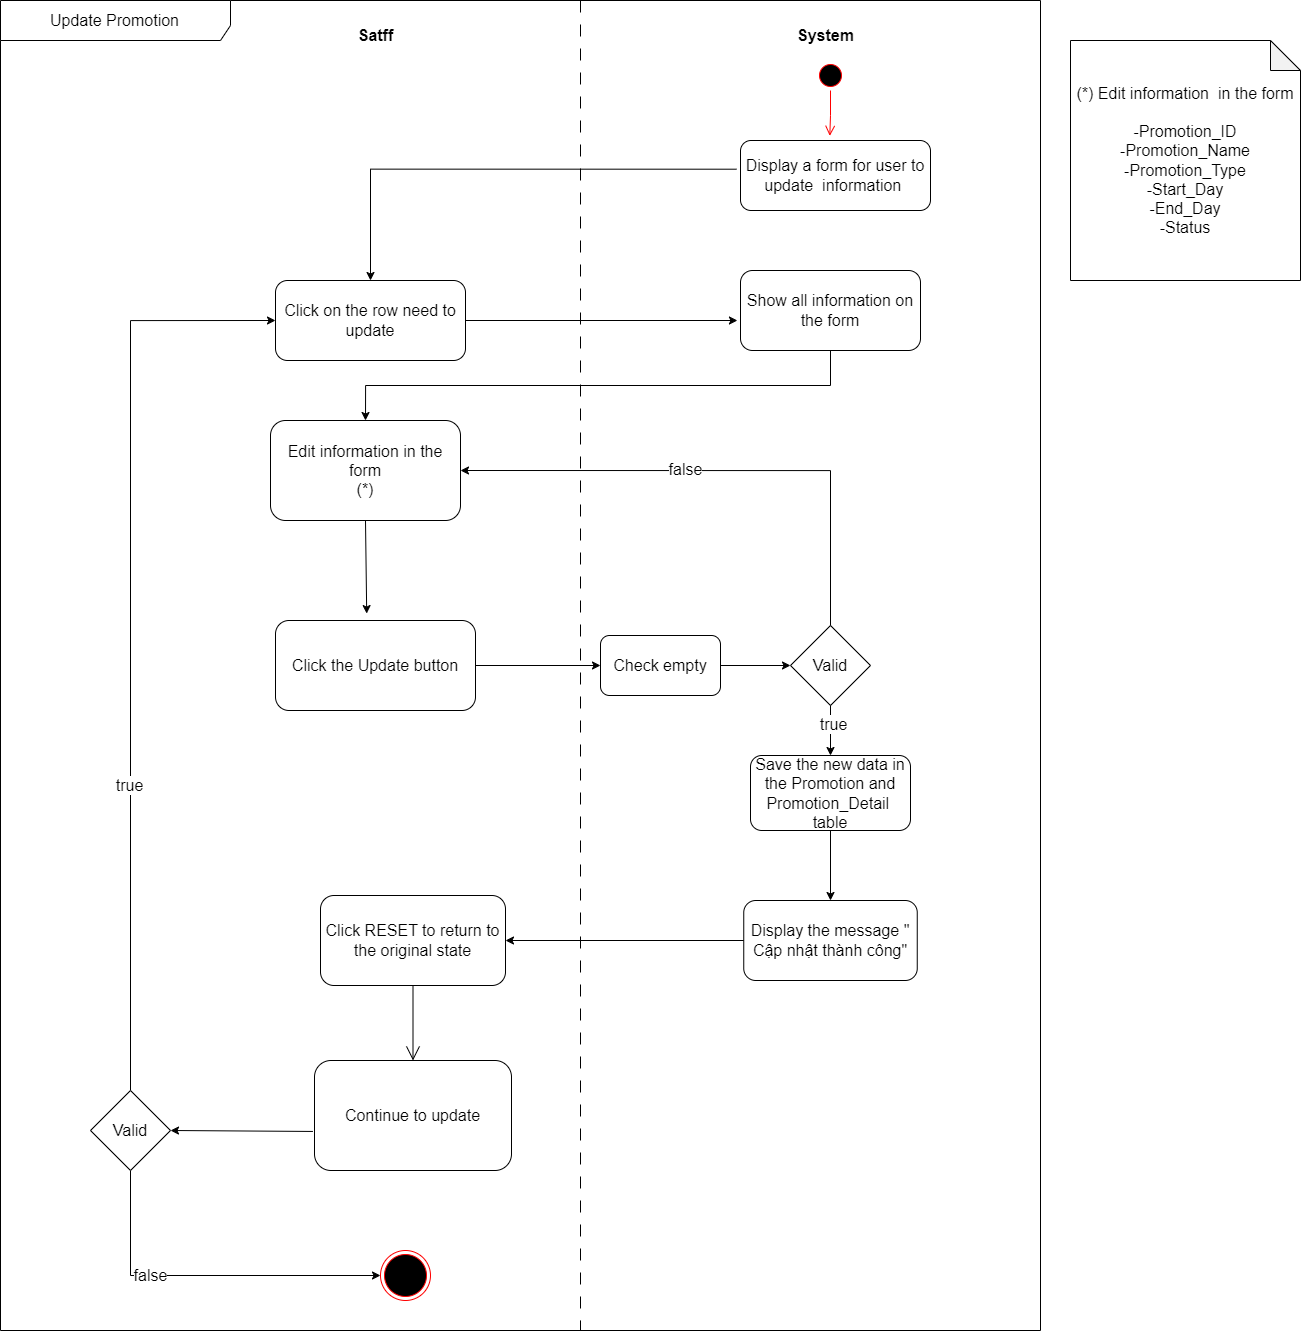 Update Promotion
Satff
System
(*) Edit information  in the form
-Promotion_ID
-Promotion_Name
-Promotion_Type
-Start_Day
-End_Day
-Status
Display a form for user to
update  information
Click on the row need to
update
Show all information on
the form
Edit information in the
form
(*)
false
Click the Update button
Check empty
Valid
true
Save the new data in
the Promotion and
Promotion_Detail
table
true
Click RESET to return to
the original state
Display the message "
Cập nhật thành công"
Continue to update
Valid
false